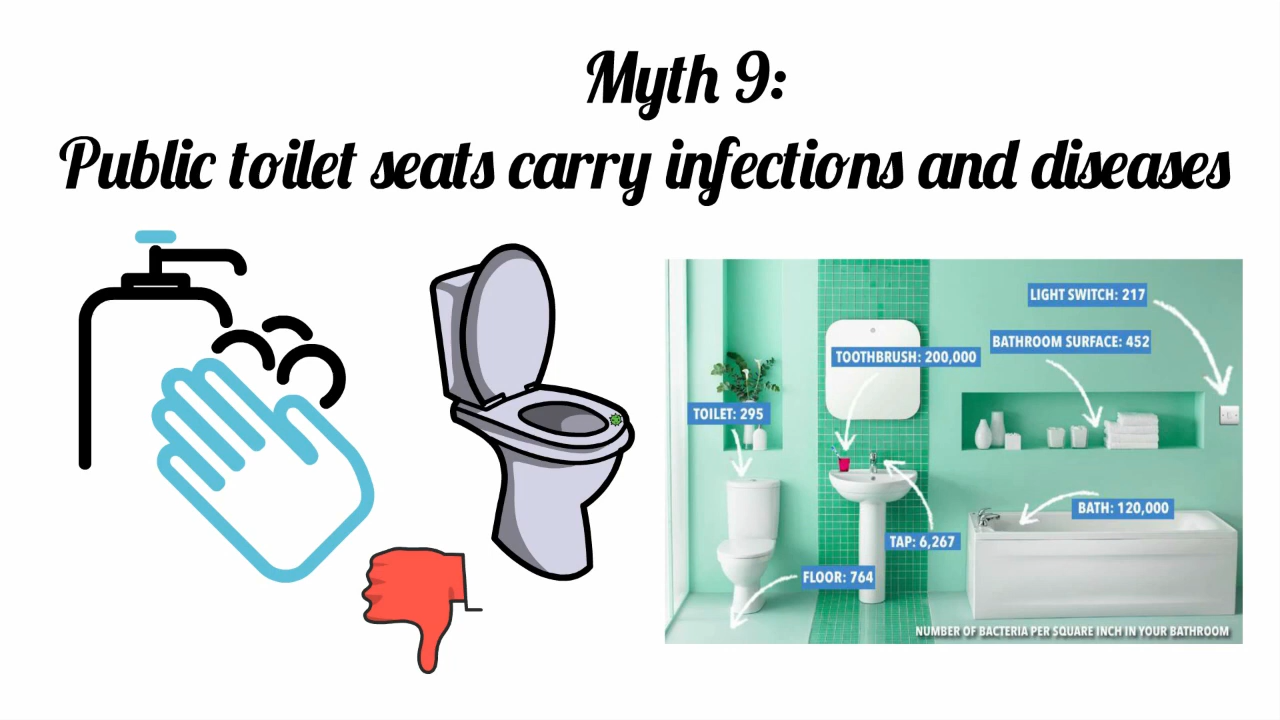 Myth 9:
Public toilet seats carry infections and diseases
LIGHT SWITCH: 217
BATHROOM SURFACE: 452
TOOTHBRUSH: 200,000
TOILET: 295
BATH: 120,000
TAP: 6,267
FLOOR: 764
NUMBER OF BACTERIA PER SQUARE INCH IN YOUR BATHROOM